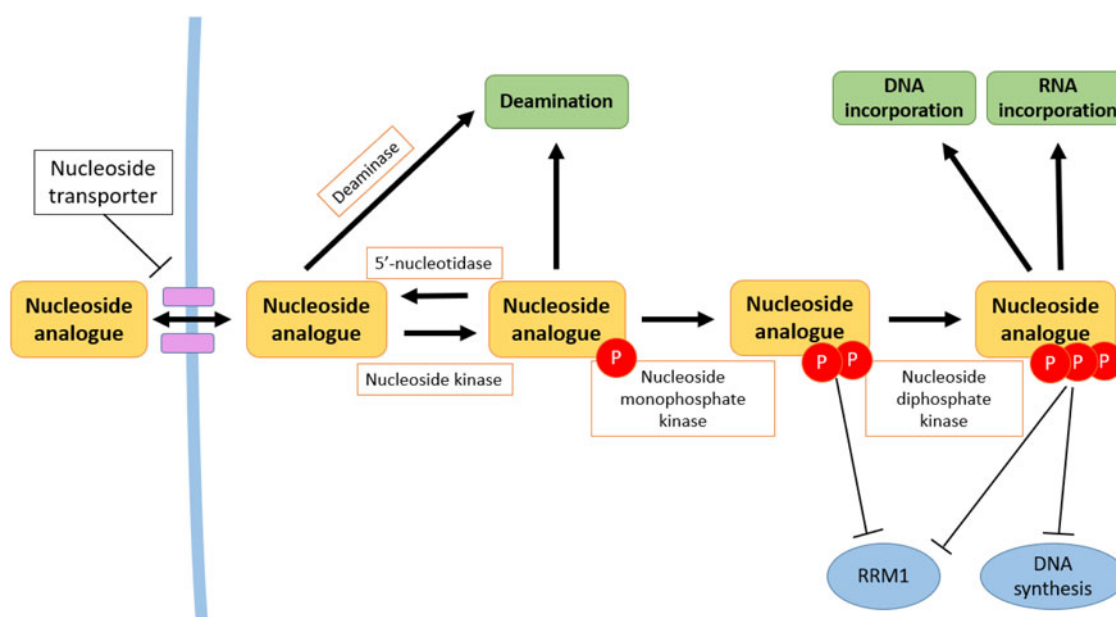 DNA
incorporation
RNA
incorporation
Deamination
Nucleoside
transporter
Deaminase
5′-nucleotidase
Nucleoside
analogue
Nucleoside
analogue
Nucleoside
analogue
P
Nucleoside
analogue
P P
Nucleoside
analogue
P P P
Nucleoside kinase
Nucleoside
monophosphate
kinase
Nucleoside
diphosphate
kinase
RRM1
DNA
synthesis